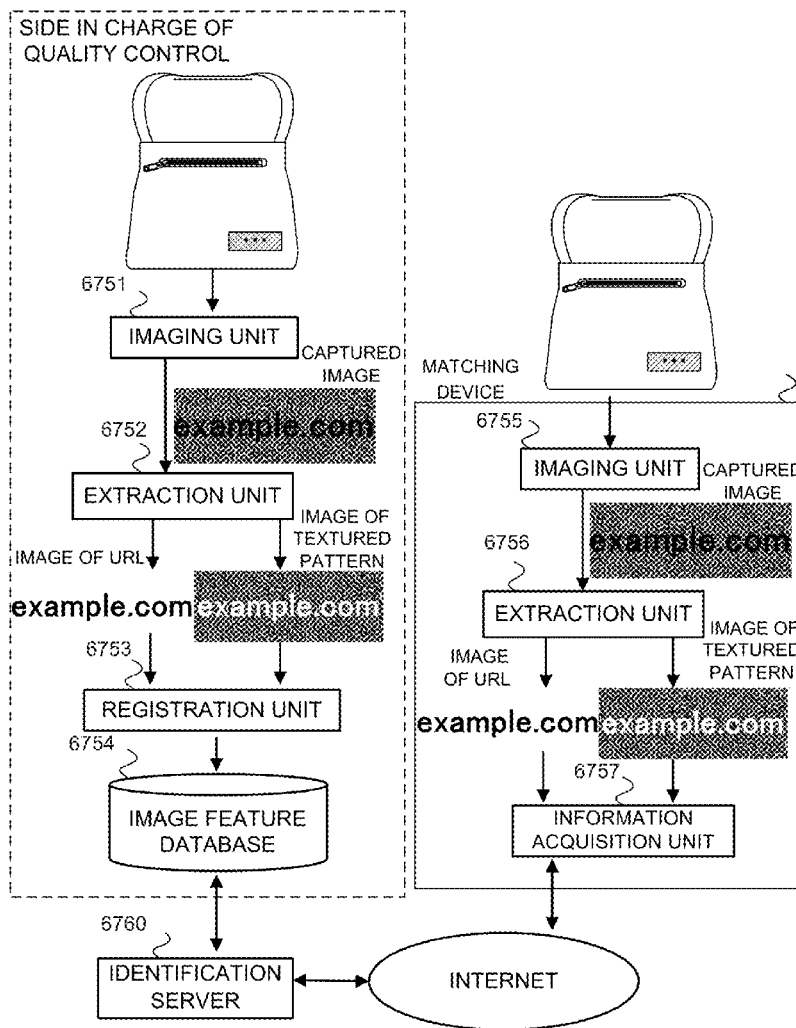 SIDE IN CHARGE OF
QUALITY CONTROL
6751
IMAGING UNIT
CAPTURED
IMAGE
example.com
6752
EXTRACTION UNIT
IMAGE OF URL
IMAGE OF
TEXTURED
PATTERN
example.com
example.com
6753
REGISTRATION UNIT
6754
IMAGE FEATURE
DATABASE
6760
IDENTIFICATION
SERVER
INTERNET
MATCHING
DEVICE
6755
IMAGING UNIT
CAPTURED
IMAGE
example.com
6756
EXTRACTION UNIT
IMAGE
OF URL
IMAGE OF
TEXTURED
PATTERN
example.com
example.com
6757
INFORMATION
ACQUISITION UNIT